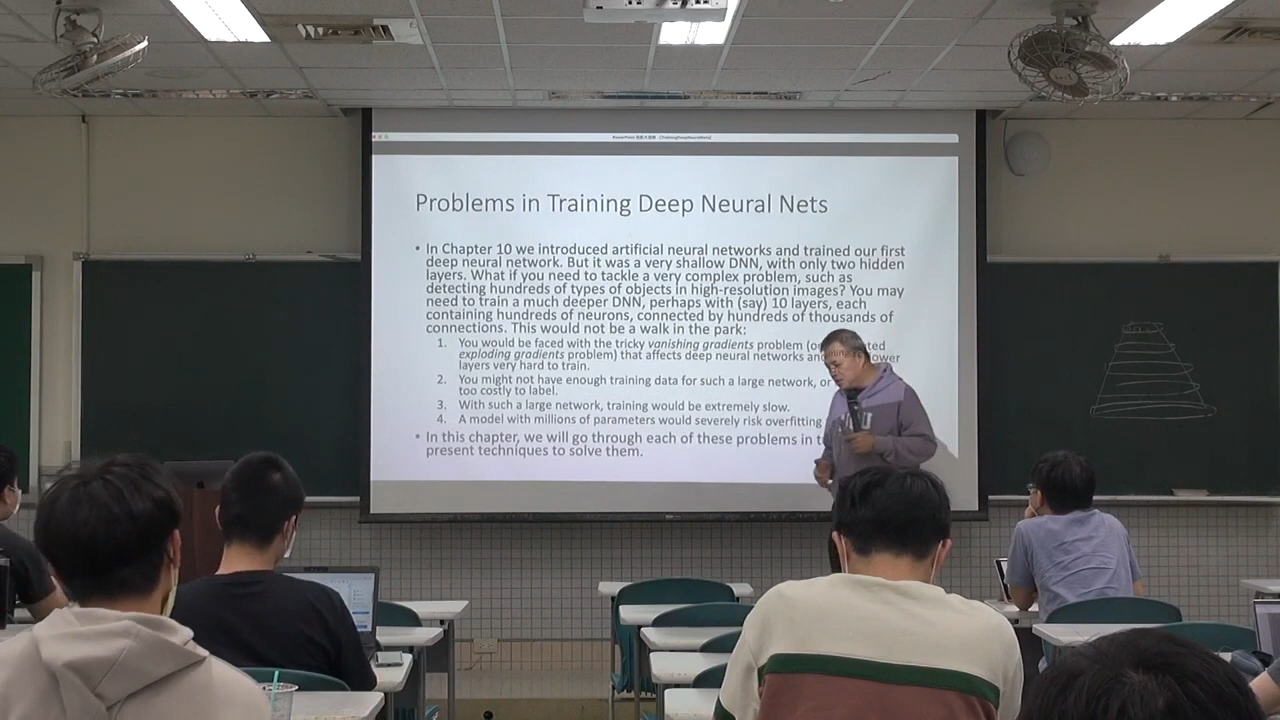 Problems in Training Deep Neural Nets
• In Chapter 10 we introduced artificial neural networks and trained our first
deep neural network. But it was a very shallow DNN, with only two hidden
layers. What if you need to tackle a very complex problem, such as
detecting hundreds of types of objects in high-resolution images? You may
need to train a much deeper DNN, perhaps with (say) 10 layers, each
containing hundreds of neurons, connected by hundreds of thousands of
connections. This would not be a walk in the park:
1. You would be faced with the tricky vanishing gradients problem (or
exploding gradients problem) that affects deep neural networks and lower
layers very hard to train.
2. You might not have enough training data for such a large network, or
too costly to label.
3. With such a large network, training would be extremely slow.
4. A model with millions of parameters would severely risk overfitting
• In this chapter, we will go through each of these problems in
present techniques to solve them.